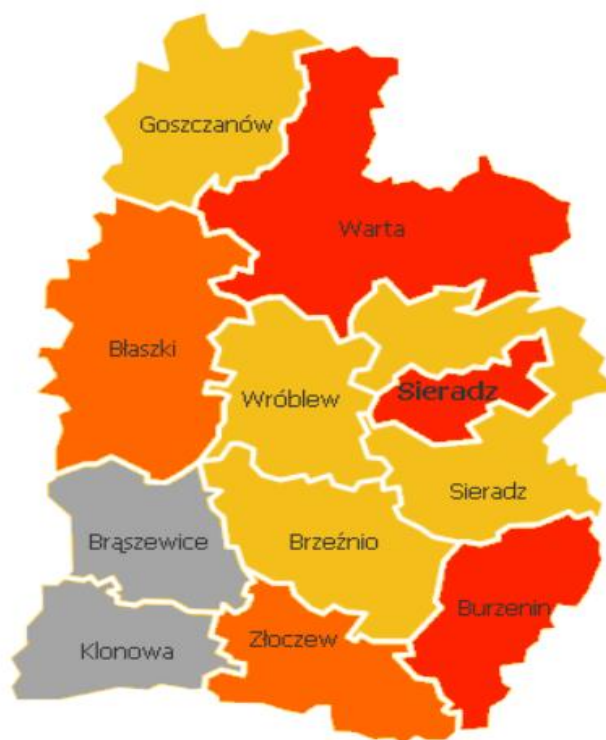 Goszczanów
Warta
Błaszki
Sieradz
Wróblew
Sieradz
Brąszewice
Brzeźnio
Burzenin
Złoczew
Klonowa